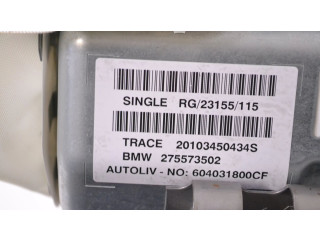 SINGLE RG/23155/115
TRACE 20103450434S
BMW 275573502
AUTOLIV - NO: 604031800CF